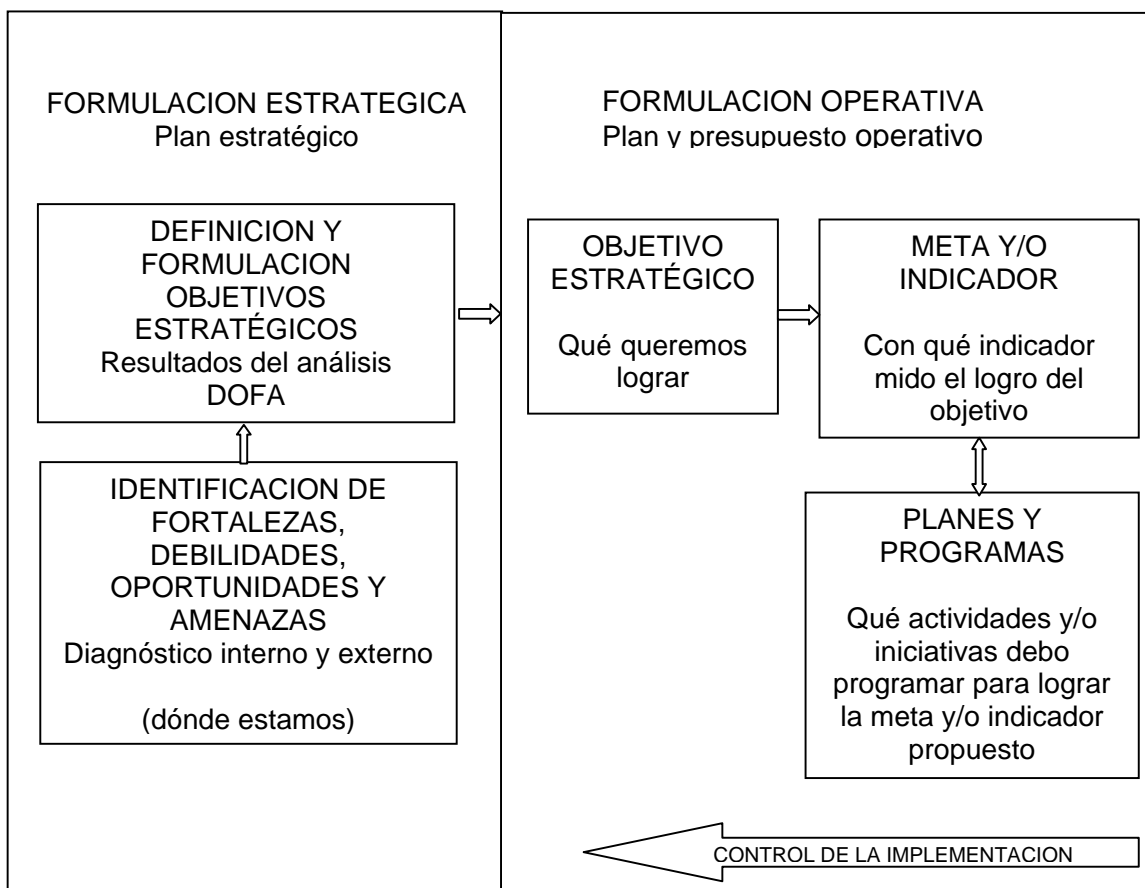 FORMULACION ESTRATEGICA
Plan estratégico
DEFINICION Y
FORMULACION
OBJETIVOS
ESTRATÉGICOS
Resultados del análisis
DOFA
IDENTIFICACION DE
FORTALEZAS,
DEBILIDADES,
OPORTUNIDADES Y
AMENAZAS
Diagnóstico interno y externo
(dónde estamos)
FORMULACION OPERATIVA
Plan y presupuesto operativo
OBJETIVO
ESTRATÉGICO
Qué queremos
lograr
META Y/O
INDICADOR
Con qué indicador
mido el logro del
objetivo
PLANES Y
PROGRAMAS
Qué actividades y/o
iniciativas debo
programar para lograr
la meta y/o indicador
propuesto
CONTROL DE LA IMPLEMENTACION